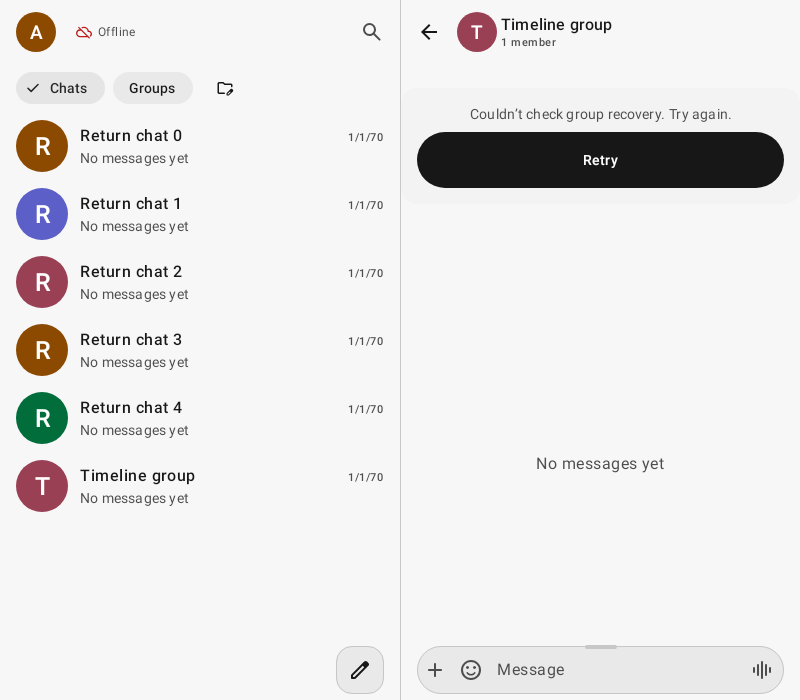 A
Offline
Chats
Groups
R
Return chat 0
1/1/70
No messages yet
R
Return chat 1
1/1/70
No messages yet
R
Return chat 2
1/1/70
No messages yet
R
Return chat 3
1/1/70
No messages yet
R
Return chat 4
1/1/70
No messages yet
T
Timeline group
1/1/70
No messages yet
T
Timeline group
1 member
Couldn't check group recovery. Try again.
Retry
No messages yet
Message